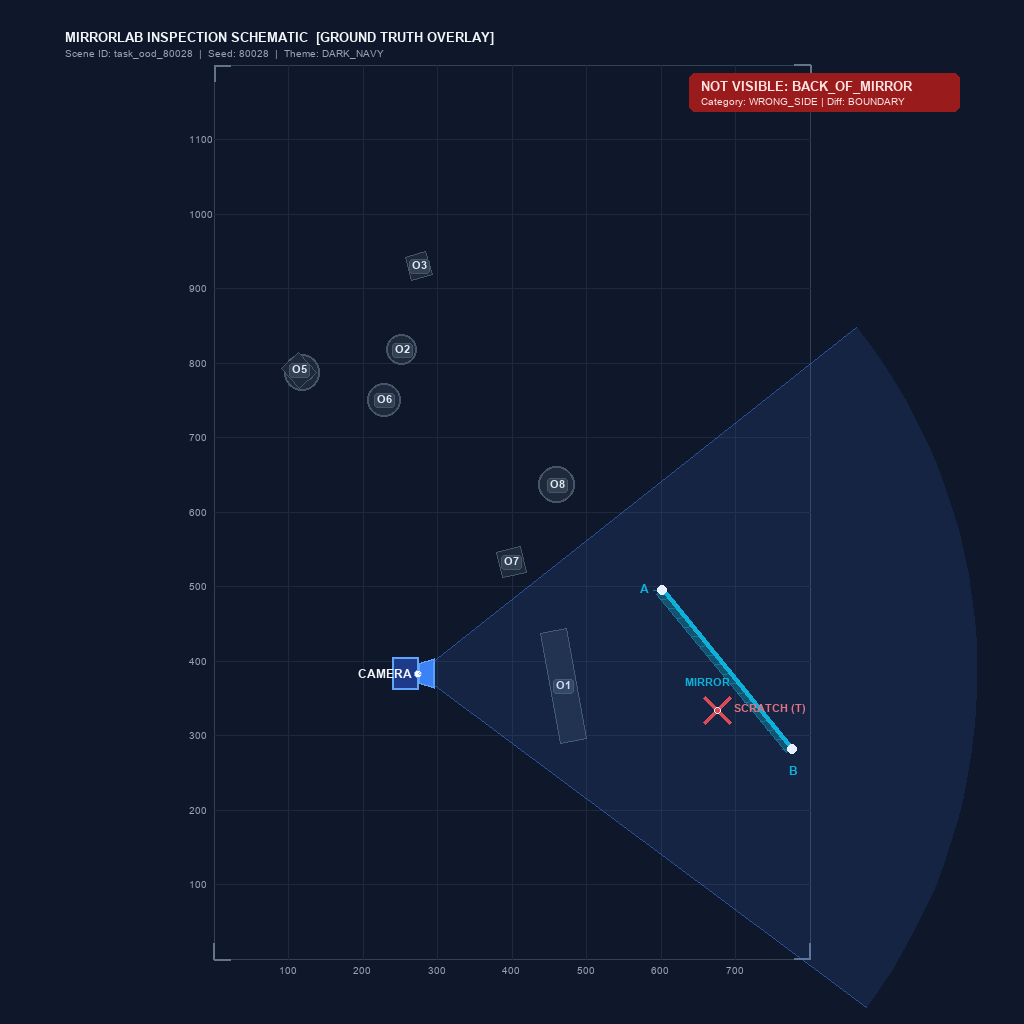 MIRRORLAB INSPECTION SCHEMATIC [GROUND TRUTH OVERLAY]
Scene ID: task_ood_80028 | Seed: 80028 | Theme: DARK_NAVY
NOT VISIBLE: BACK_OF_MIRROR
Category: WRONG_SIDE | Diff: BOUNDARY
1100
1000
900
800
700
600
500
400
300
200
100
O3
O2
O5
O6
O8
O7
A
CAMERA
O1
MIRROR
SCRATCH (T)
B
100
200
300
400
500
600
700